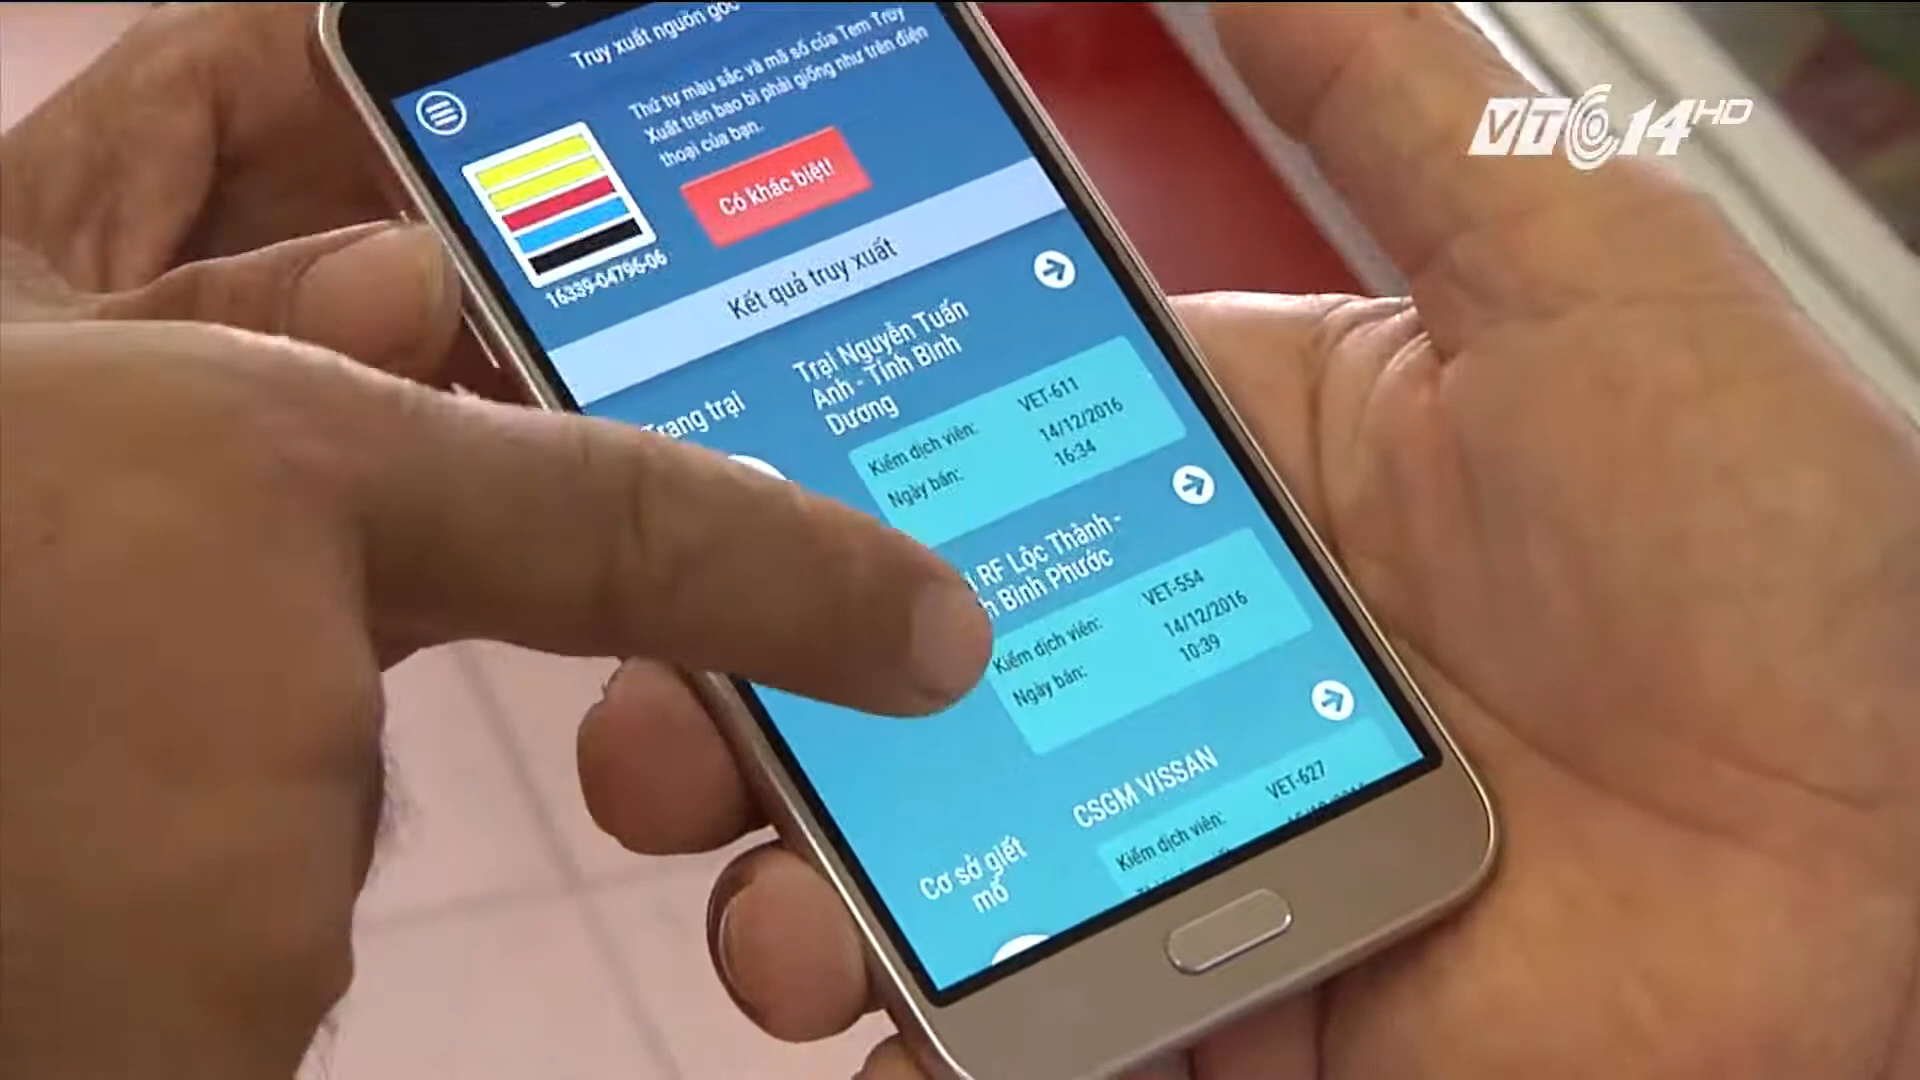 VTC14HD
Truy xuất nguồn gốc
Thứ tự màu sắc và mã số của Tem Truy
Xuất trên bao bì phải giống như trên điện
thoại của bạn.
Có khác biệt!
16339-04796-06
Kết quả truy xuất
Trang trại
Trại Nguyễn Tuấn
Anh - Tỉnh Bình
Dương
Kiểm dịch viên: VET-611
Ngày bán: 14/12/2016
16:34
RF Lộc Thành -
Bình Phước
Kiểm dịch viên: VET-554
Ngày bán: 14/12/2016
10:39
Cơ sở giết
mổ
CSGM VISSAN
Kiểm dịch viên: VET-627